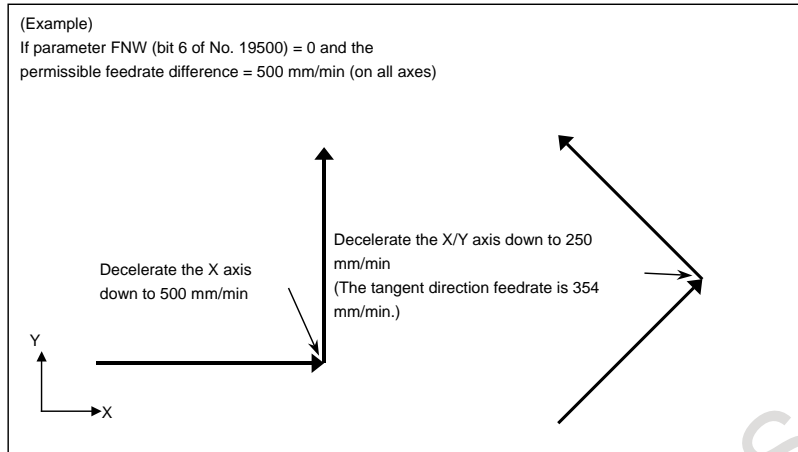 (Example)
If parameter FNW (bit 6 of No. 19500) = 0 and the
permissible feedrate difference = 500 mm/min (on all axes)
Decelerate the X axis
down to 500 mm/min
Decelerate the X/Y axis down to 250
mm/min
(The tangent direction feedrate is 354
mm/min.)
Y
X